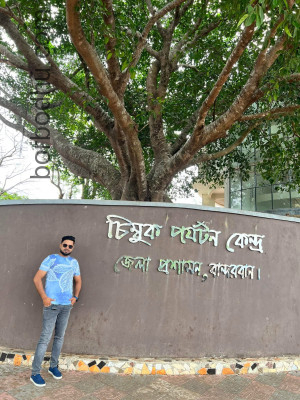 চিম্বুক পর্যটন কেন্দ্র
জেলা প্রশাসন, বান্দরবান।